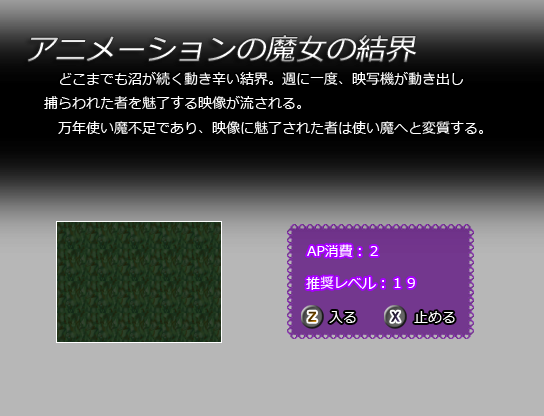 アニメーションの魔女の結界
どこまでも沼が続く動き辛い結界。週に一度、映写機が動き出し
捕らわれた者を魅了する映像が流される。
万年使い魔不足であり、映像に魅了された者は使い魔へと変質する。
AP消費：２
推奨レベル：１９
Z 入る X 止める